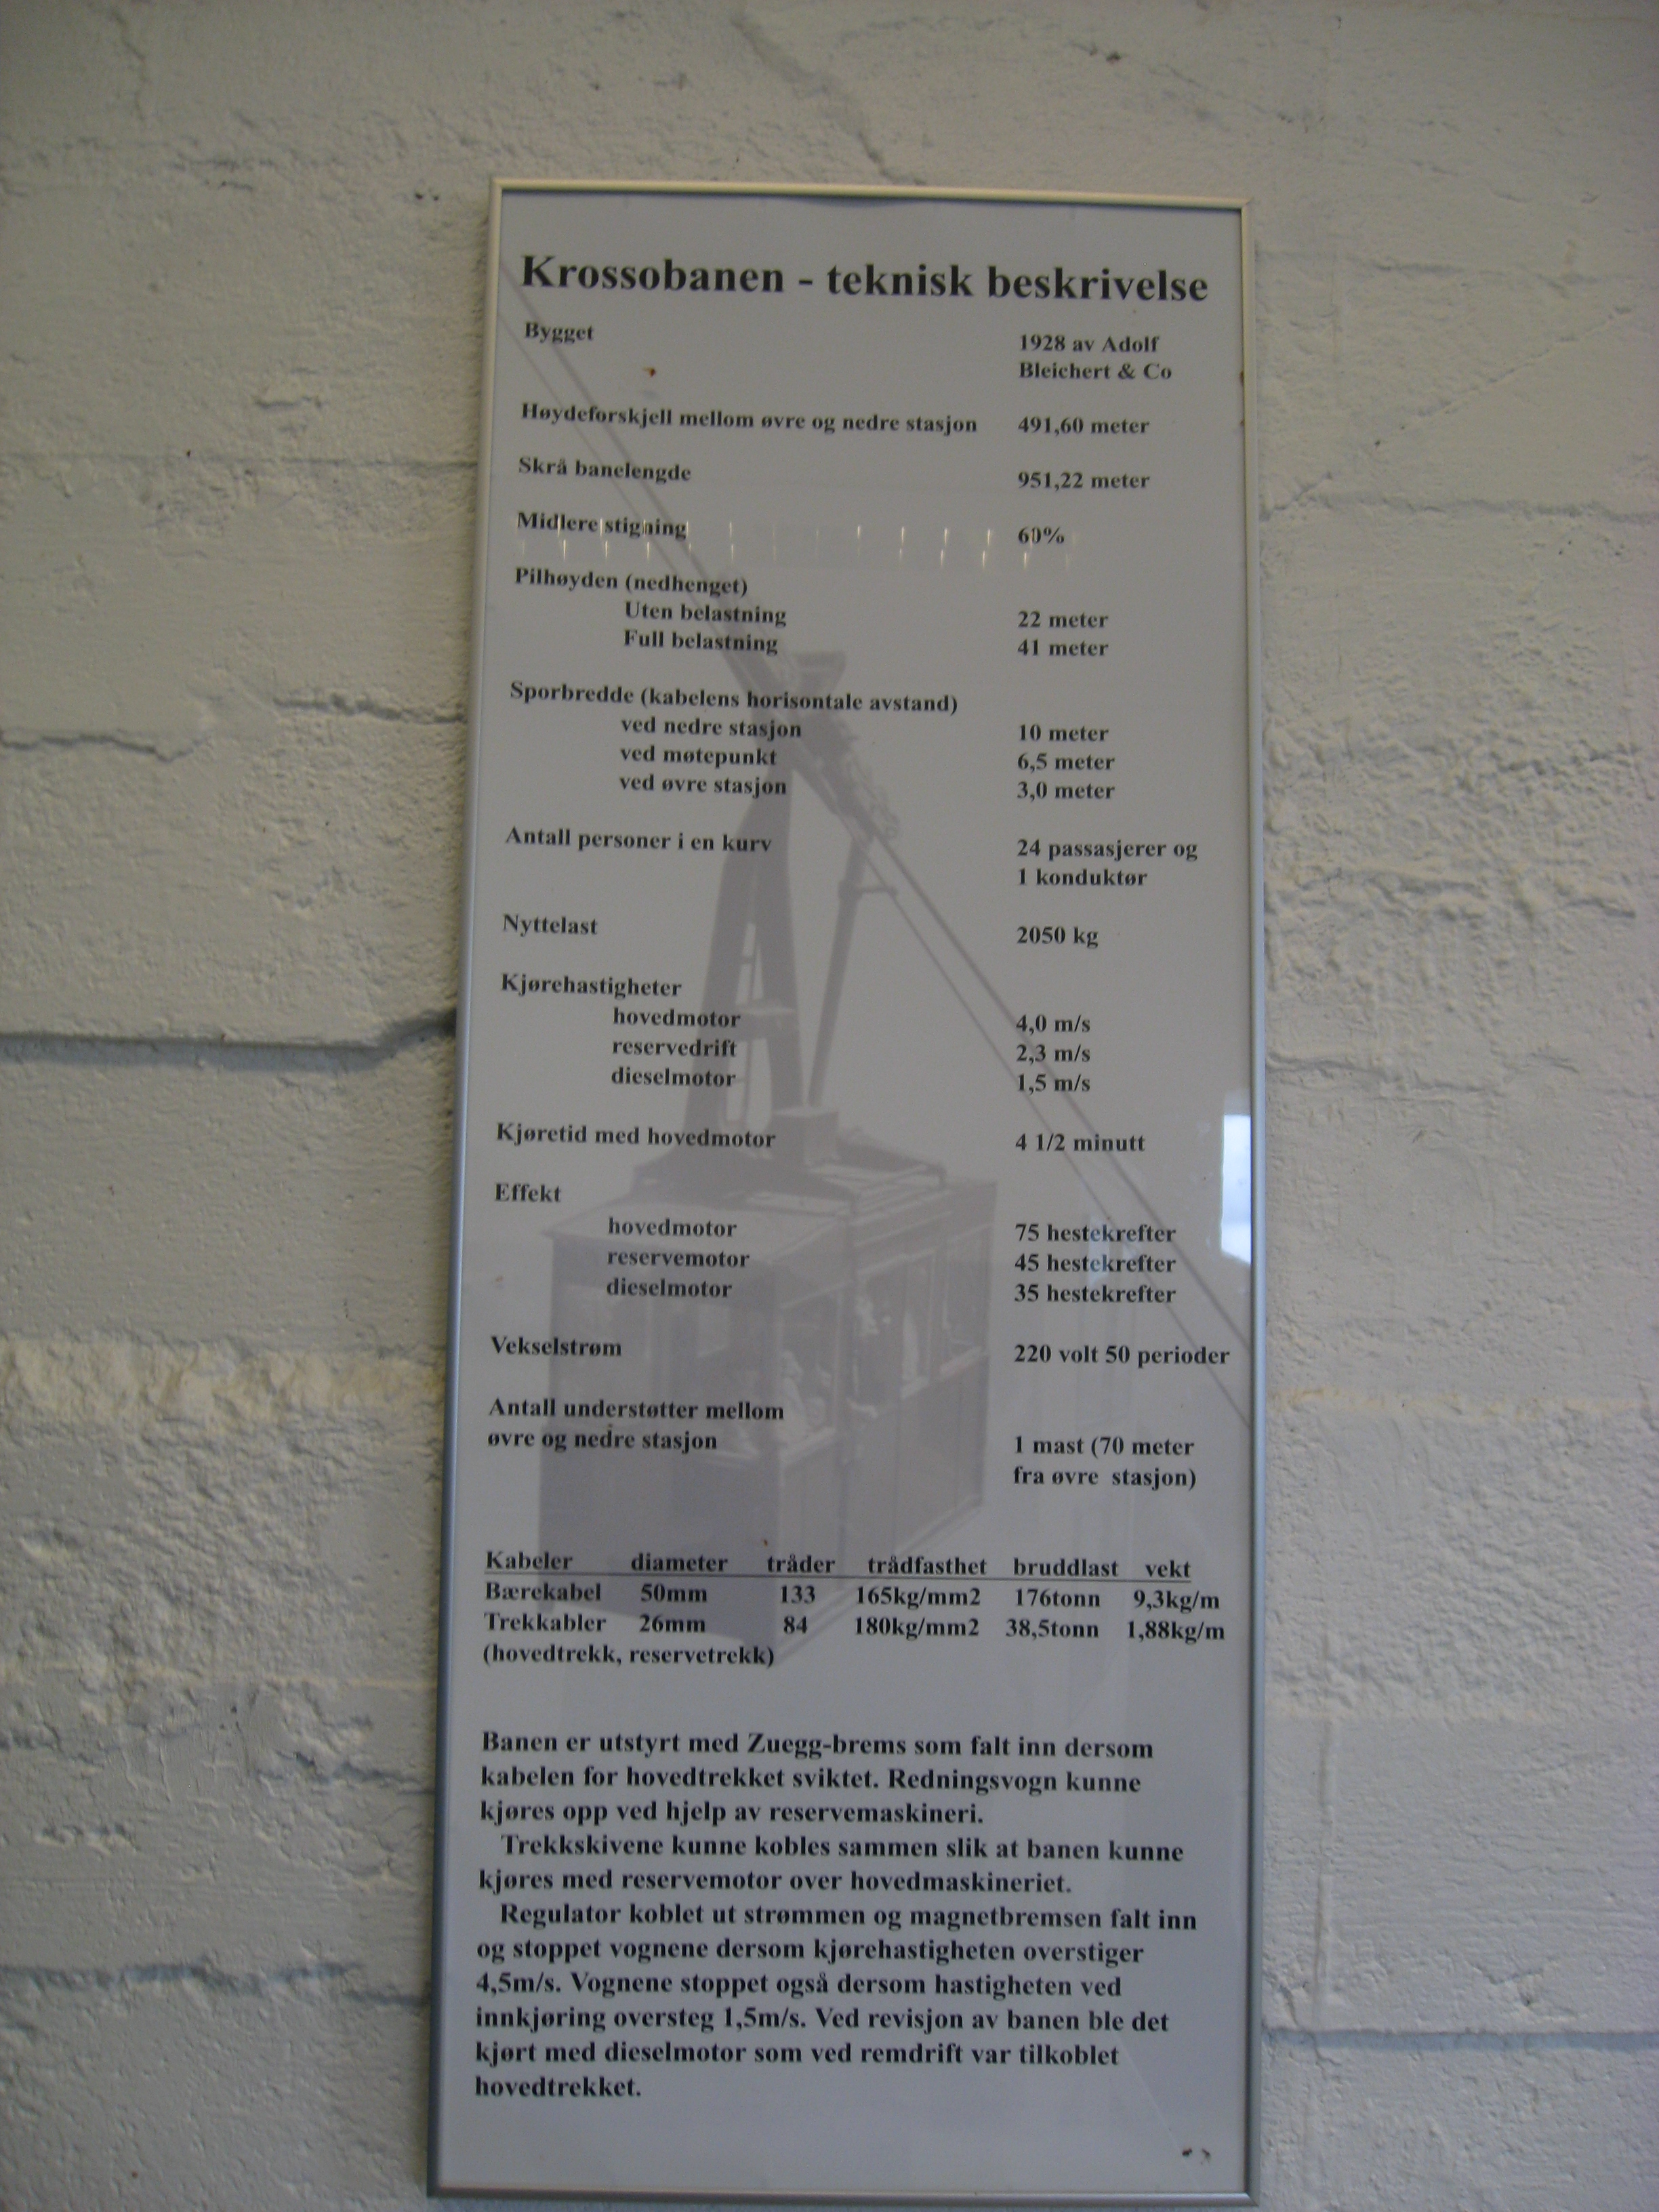 Krossobanen - teknisk beskrivelse
Bygget 1928 av Adolf
Bleichert & Co
Høydeforskjell mellom øvre og nedre stasjon 491,60 meter
Skrå banelengde 951,22 meter
Midlere stigning 60%
Pilhøyden (nedhenget)
Uten belastning 22 meter
Full belastning 41 meter
Sporbredde (kabelens horisontale avstand)
ved nedre stasjon 10 meter
ved møtepunkt 6,5 meter
ved øvre stasjon 3,0 meter
Antall personer i en kurv 24 passasjerer og
1 konduktør
Nyttelast 2050 kg
Kjørehastigheter
hovedmotor 4,0 m/s
reservedrift 2,3 m/s
dieselmotor 1,5 m/s
Kjøretid med hovedmotor 4 1/2 minutt
Effekt
hovedmotor 75 hestekrefter
reservemotor 45 hestekrefter
dieselmotor 35 hestekrefter
Vekselstrøm 220 volt 50 perioder
Antall understøtter mellom
øvre og nedre stasjon 1 mast (70 meter
fra øvre stasjon)
Kabeler diameter tråder trådfasthet bruddlast vekt
Bærekabel 50mm 133 165kg/mm2 176tonn 9,3kg/m
Trekkabler 26mm 84 180kg/mm2 38,5tonn 1,88kg/m
(hovedtrekk, reservetrekk)
Banen er utstyrt med Zuegg-brems som falt inn dersom
kabelen for hovedtrekket sviktet. Redningsvogn kunne
kjøres opp ved hjelp av reservemaskineri.
Trekkskivene kunne kobles sammen slik at banen kunne
kjøres med reservemotor over hovedmaskineriet.
Regulator koblet ut strømmen og magnetbremsen falt inn
og stoppet vognene dersom kjørehastigheten overstiger
4,5m/s. Vognene stoppet også dersom hastigheten ved
innkjøring oversteg 1,5m/s. Ved revisjon av banen ble det
kjørt med dieselmotor som ved remdrift var tilkoblet
hovedtrekket.